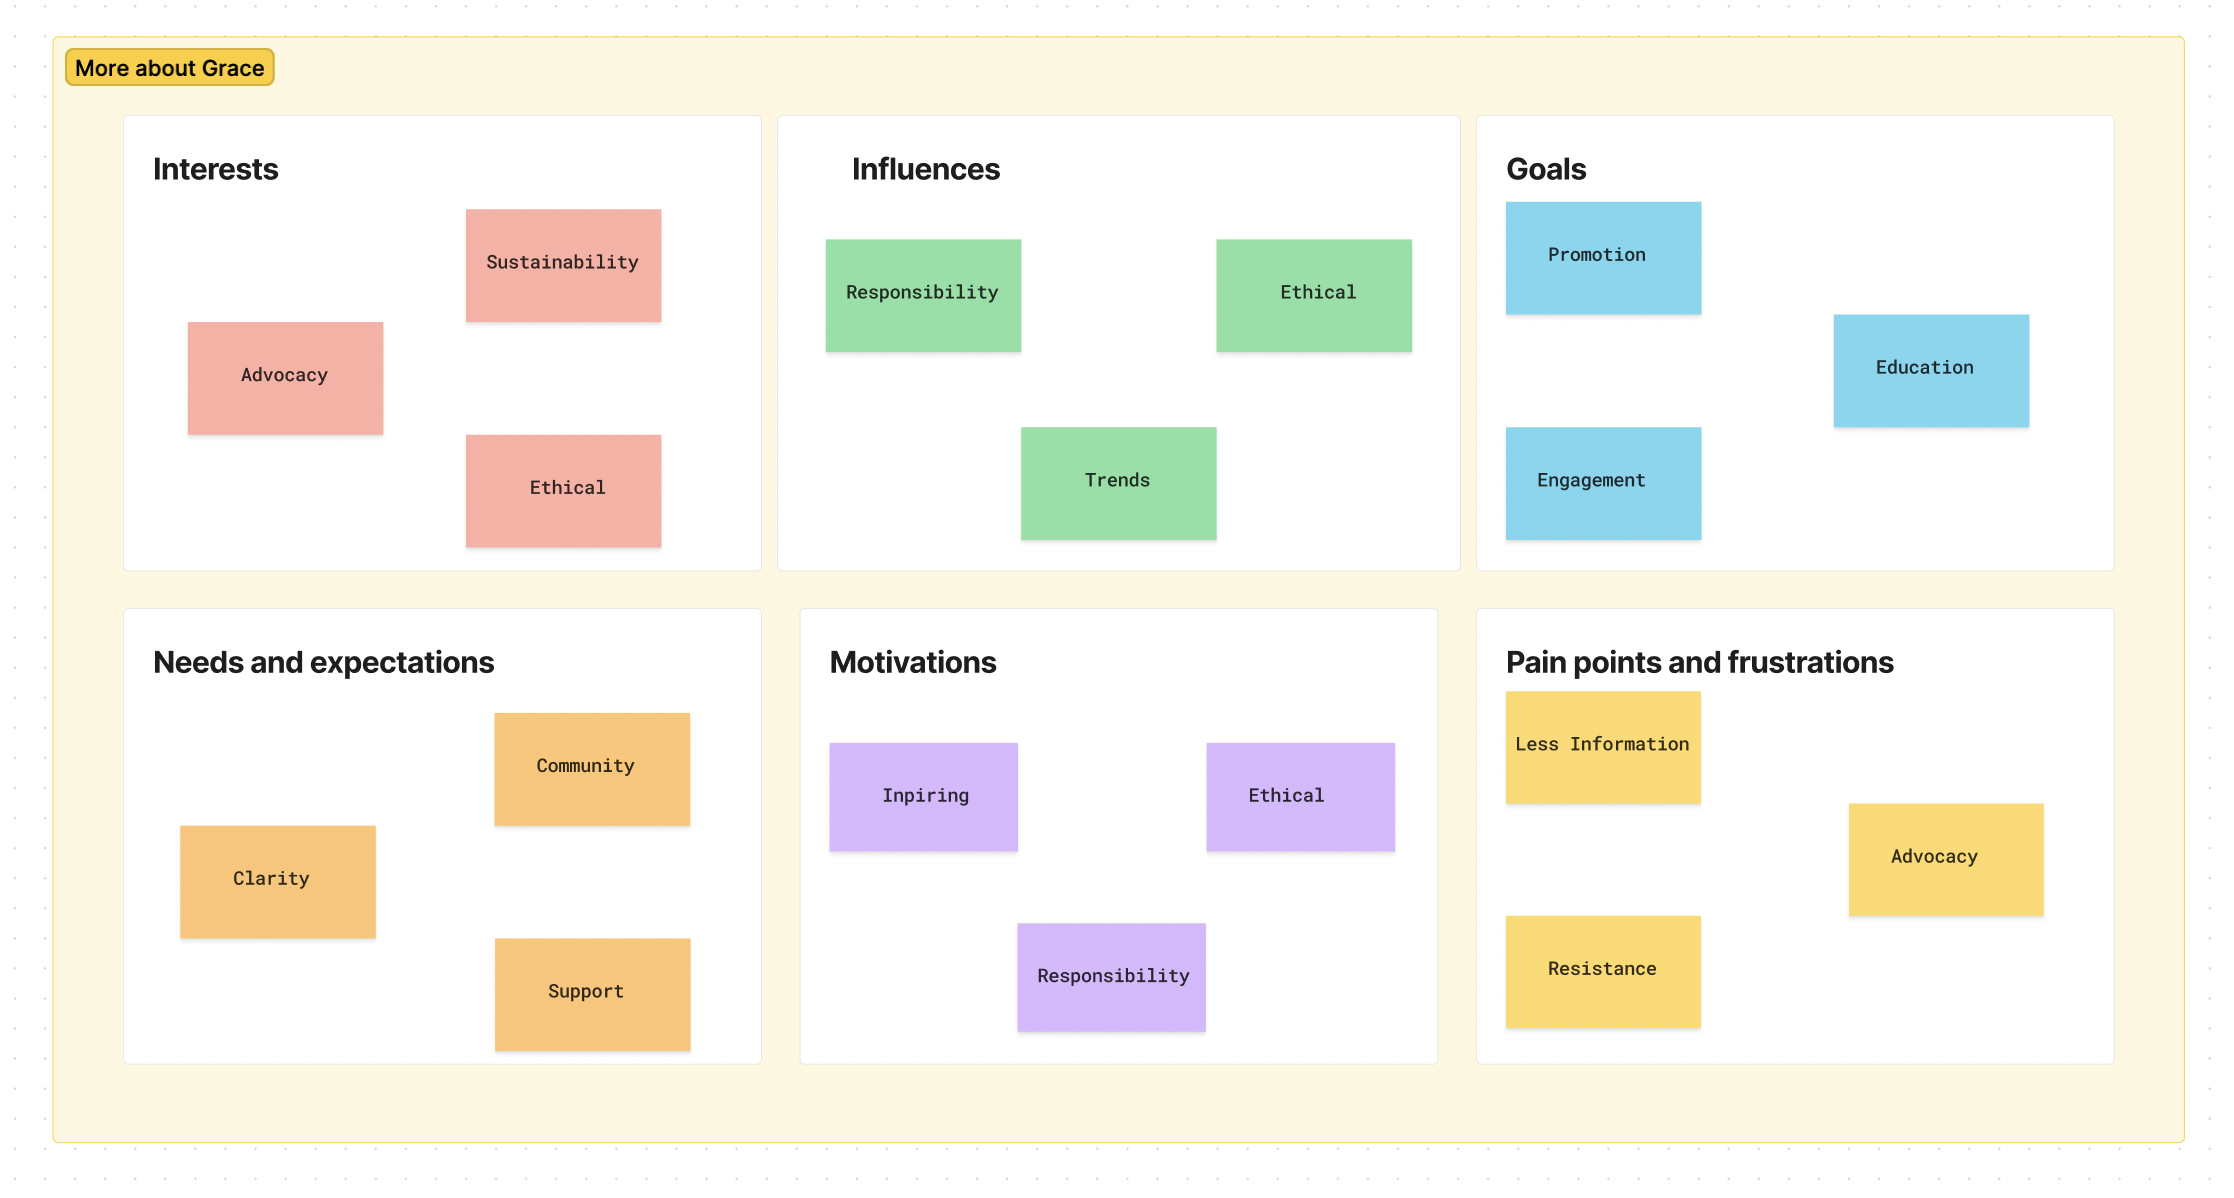 More about Grace
Interests
Sustainability
Advocacy
Ethical
Influences
Responsibility
Ethical
Trends
Goals
Promotion
Education
Engagement
Needs and expectations
Community
Clarity
Support
Motivations
Inpiring
Ethical
Responsibility
Pain points and frustrations
Less Information
Advocacy
Resistance